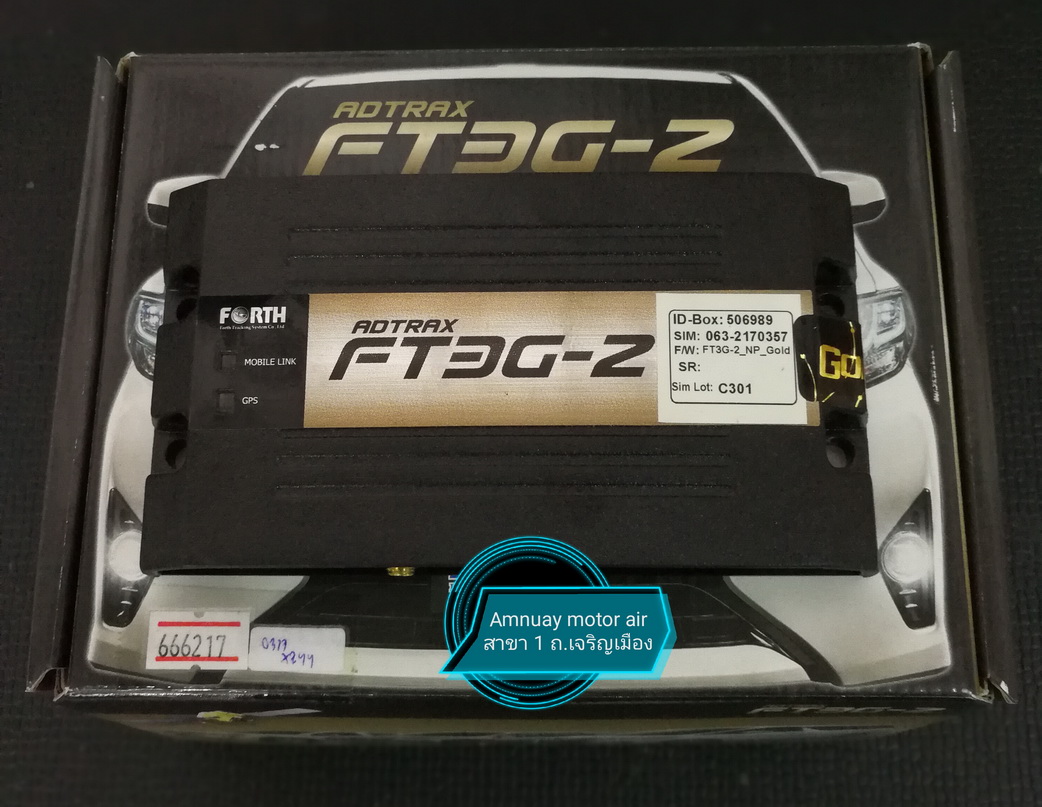 ADTRAX
FT3G-2
FORTH
Forth Tracking System Co.,Ltd
MOBILE LINK
GPS
ADTRAX
FT3G-2
ID-Box: 506989
SIM: 063-2170357
F/W: FT3G-2_NP_Gold
SR:
Sim Lot: C301
Go
Amnuay motor air
สาขา 1 ถ.เจริญเมือง
666217
FT3G-2